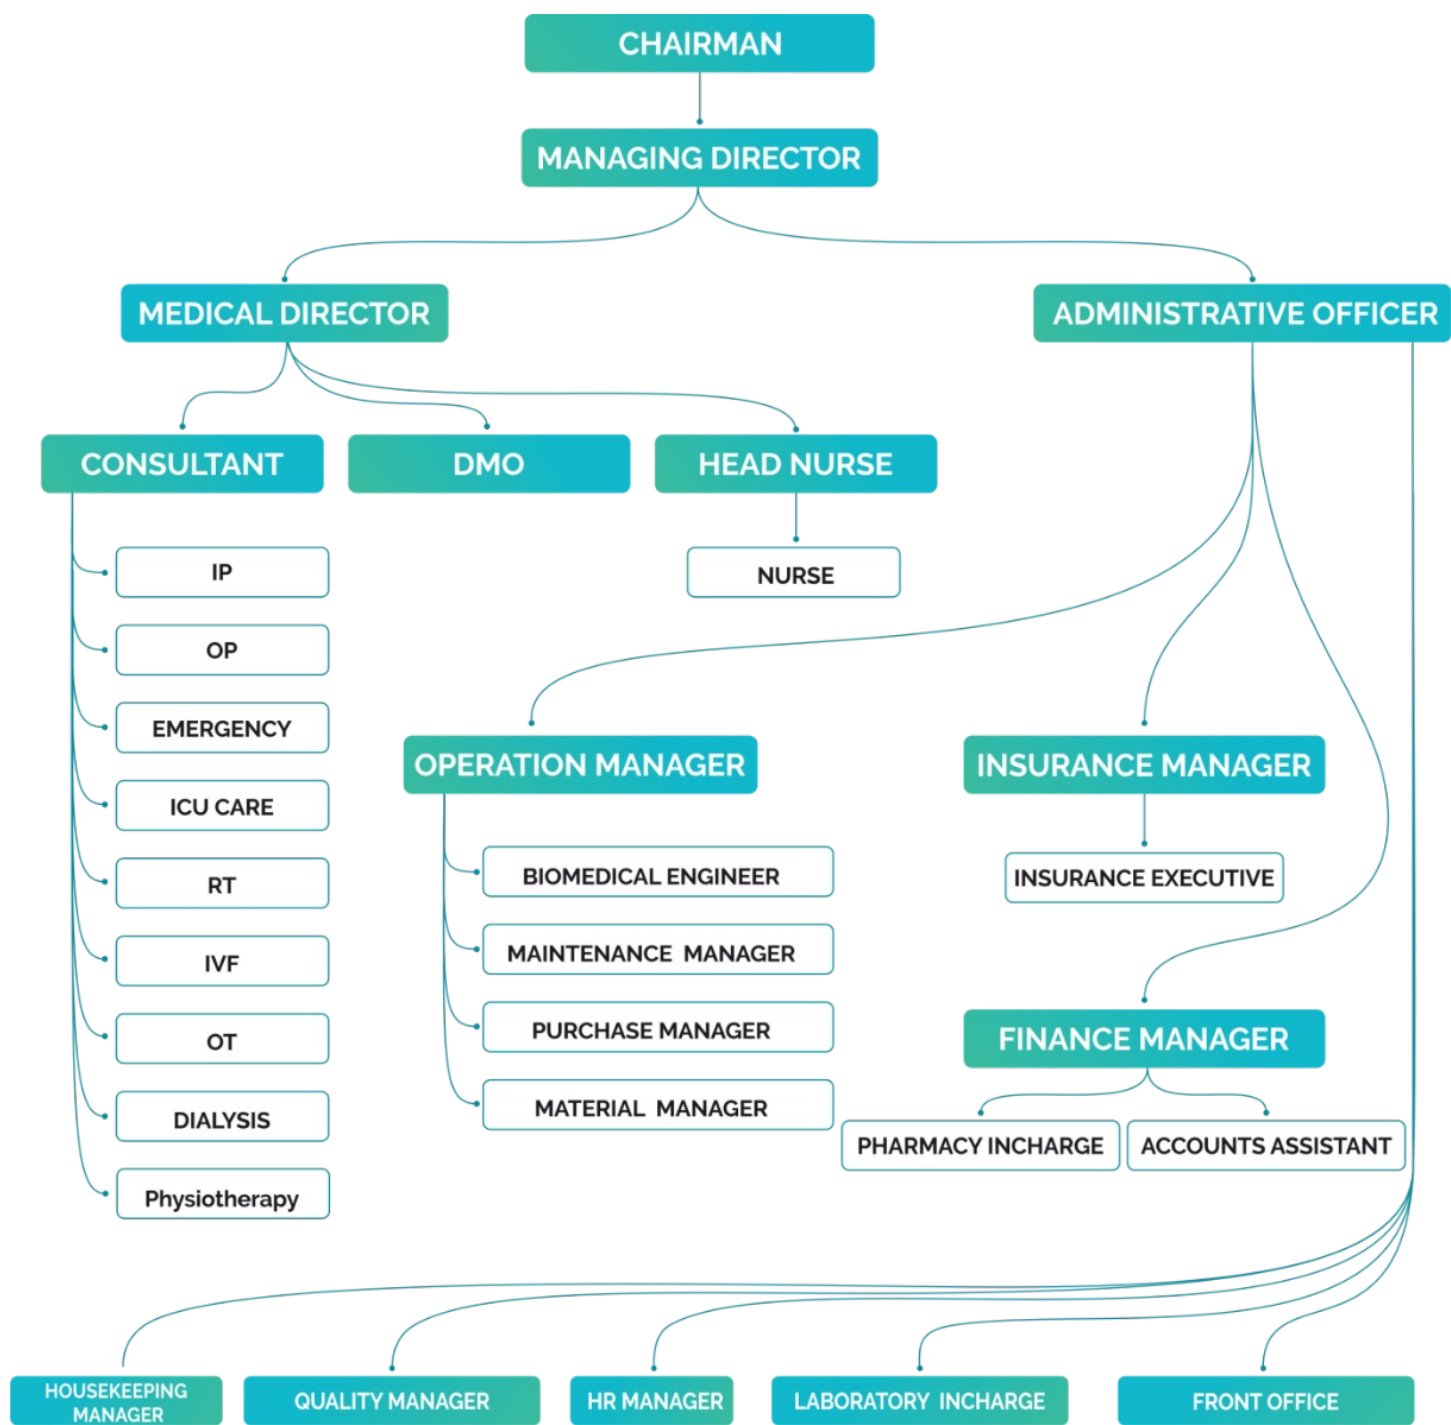 CHAIRMAN
MANAGING DIRECTOR
MEDICAL DIRECTOR
ADMINISTRATIVE OFFICER
CONSULTANT
DMO
HEAD NURSE
IP
OP
EMERGENCY
ICU CARE
RT
IVF
OT
DIALYSIS
Physiotherapy
NURSE
OPERATION MANAGER
BIOMEDICAL ENGINEER
MAINTENANCE MANAGER
PURCHASE MANAGER
MATERIAL MANAGER
INSURANCE MANAGER
INSURANCE EXECUTIVE
FINANCE MANAGER
PHARMACY INCHARGE
ACCOUNTS ASSISTANT
HOUSEKEEPING
MANAGER
QUALITY MANAGER
HR MANAGER
LABORATORY INCHARGE
FRONT OFFICE